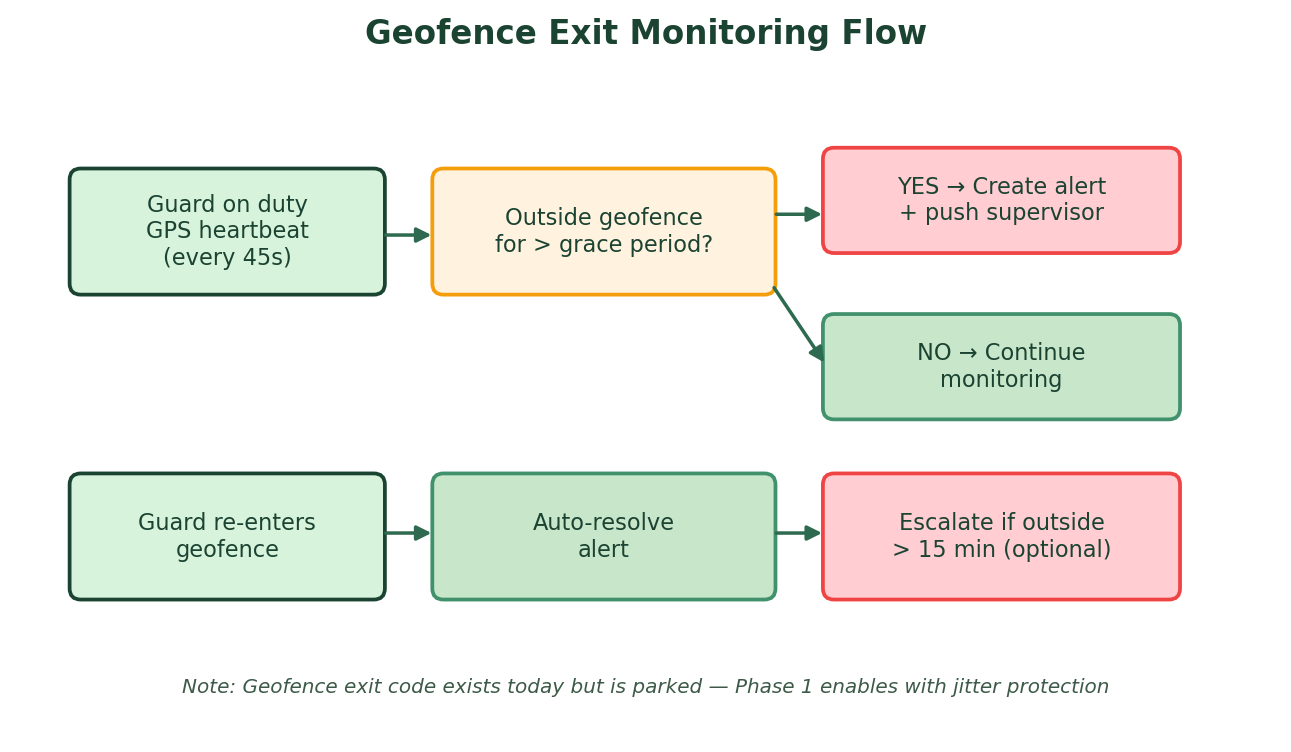 Geofence Exit Monitoring Flow
Guard on duty
GPS heartbeat
(every 45s)
Outside geofence
for > grace period?
YES → Create alert
+ push supervisor
NO → Continue
monitoring
Guard re-enters
geofence
Auto-resolve
alert
Escalate if outside
> 15 min (optional)
Note: Geofence exit code exists today but is parked — Phase 1 enables with jitter protection